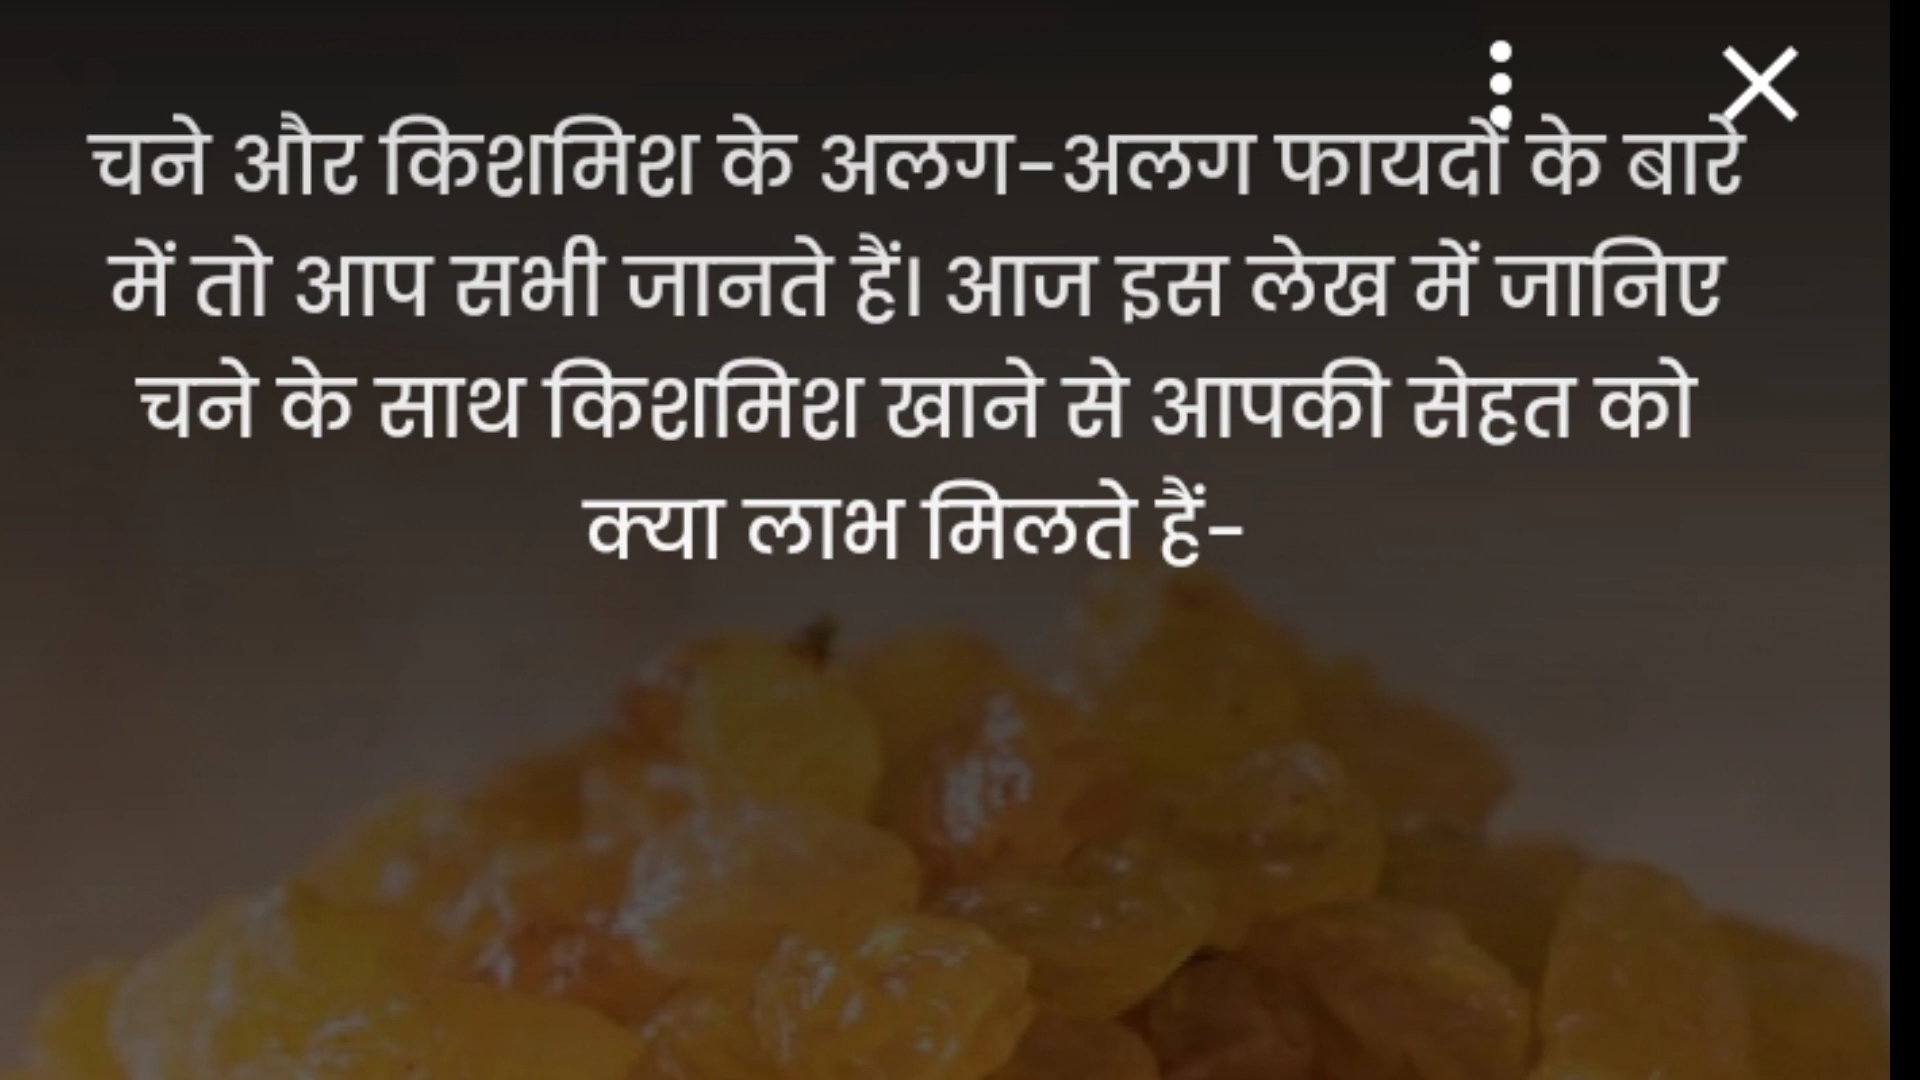 चने और किशमिश के अलग-अलग फायदों के बारे
में तो आप सभी जानते हैं। आज इस लेख में जानिए
चने के साथ किशमिश खाने से आपकी सेहत को
क्या लाभ मिलते हैं-